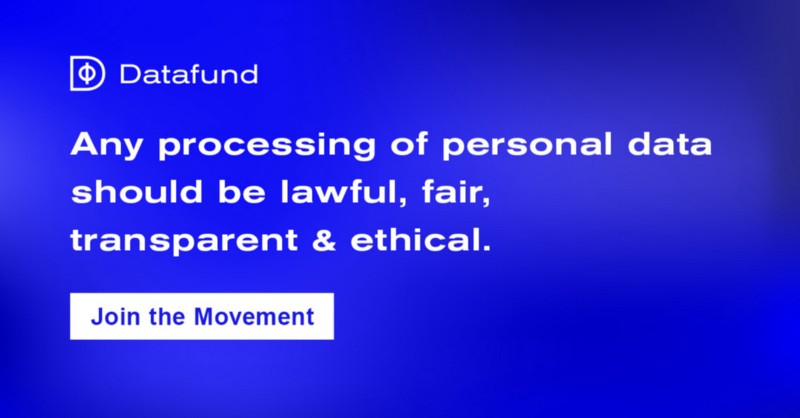 Datafund
Any processing of personal data
should be lawful, fair,
transparent & ethical.
Join the Movement